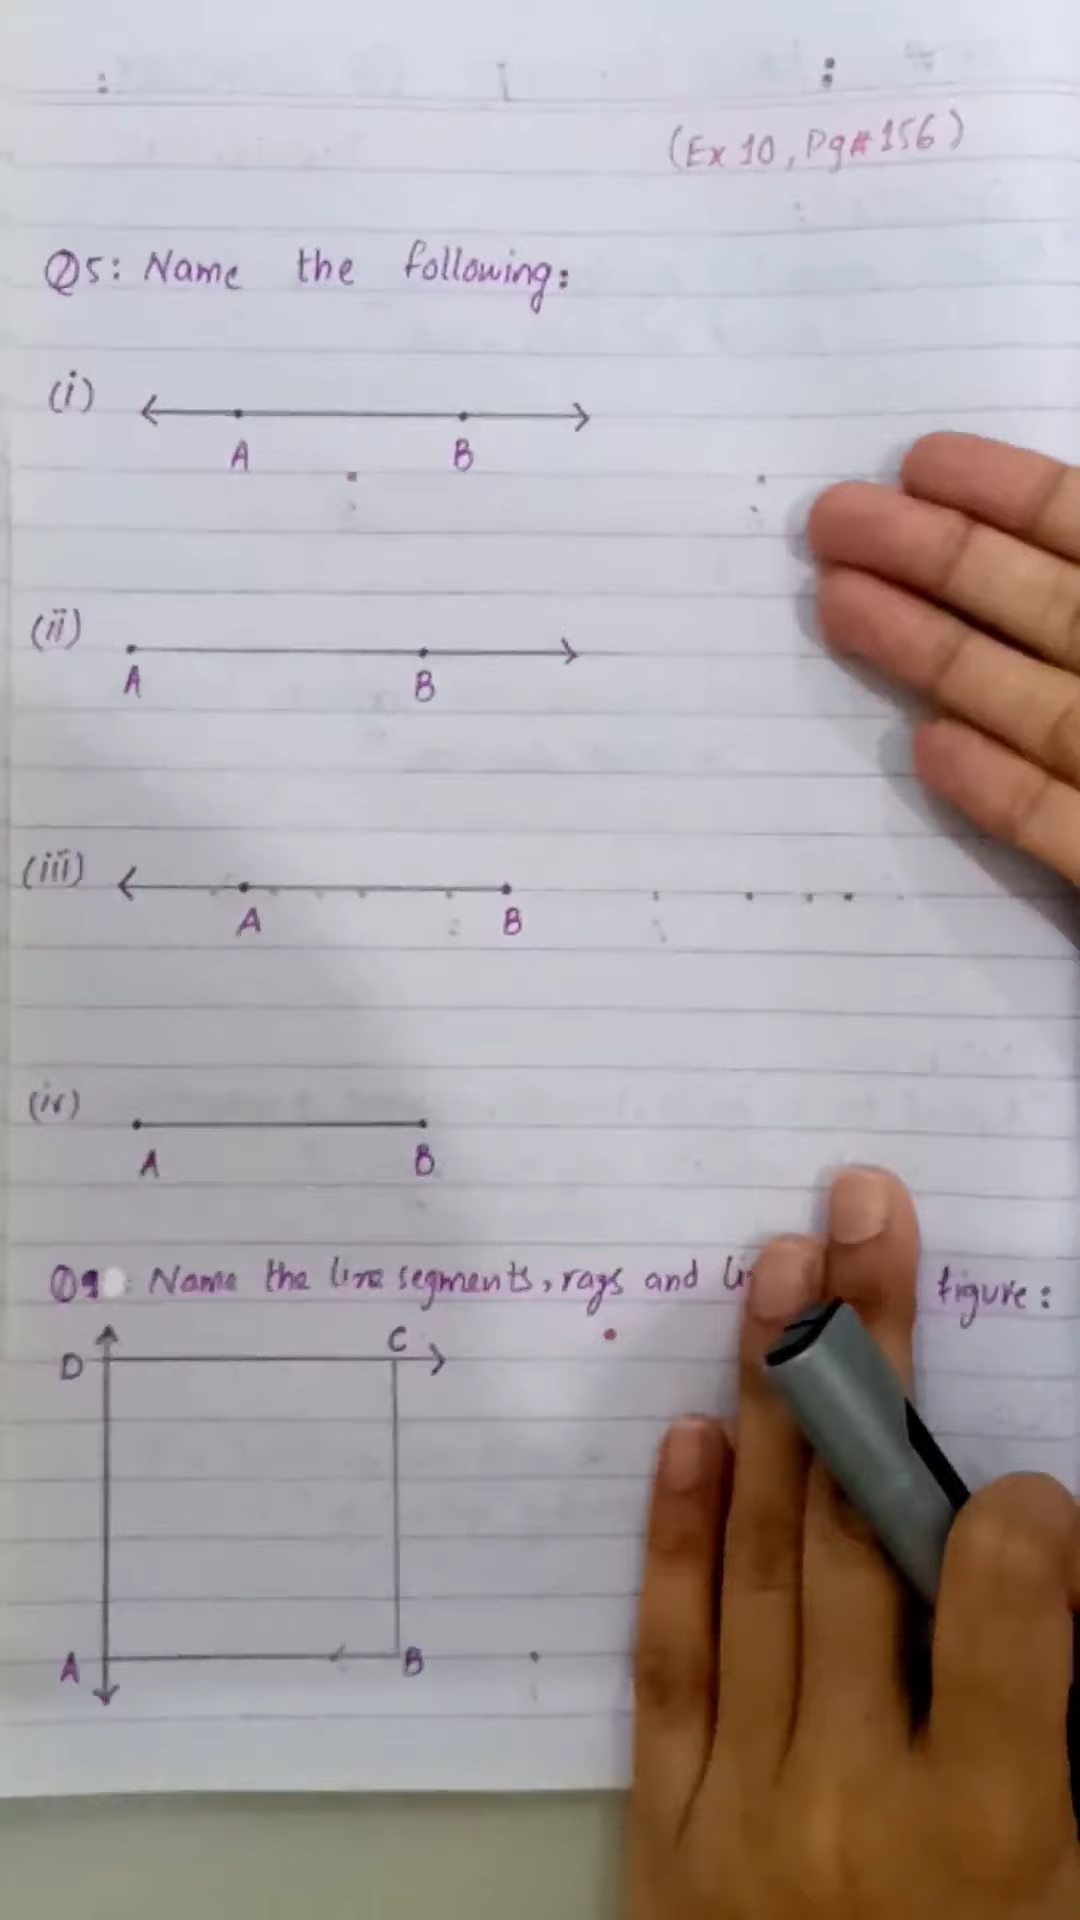 (Ex 10, Pg#156)
Q5: Name the following:
(i)
A B
(ii)
A B
(iii)
A B
(iv)
A B
Name the line segments, rays and figure:
D C
A B